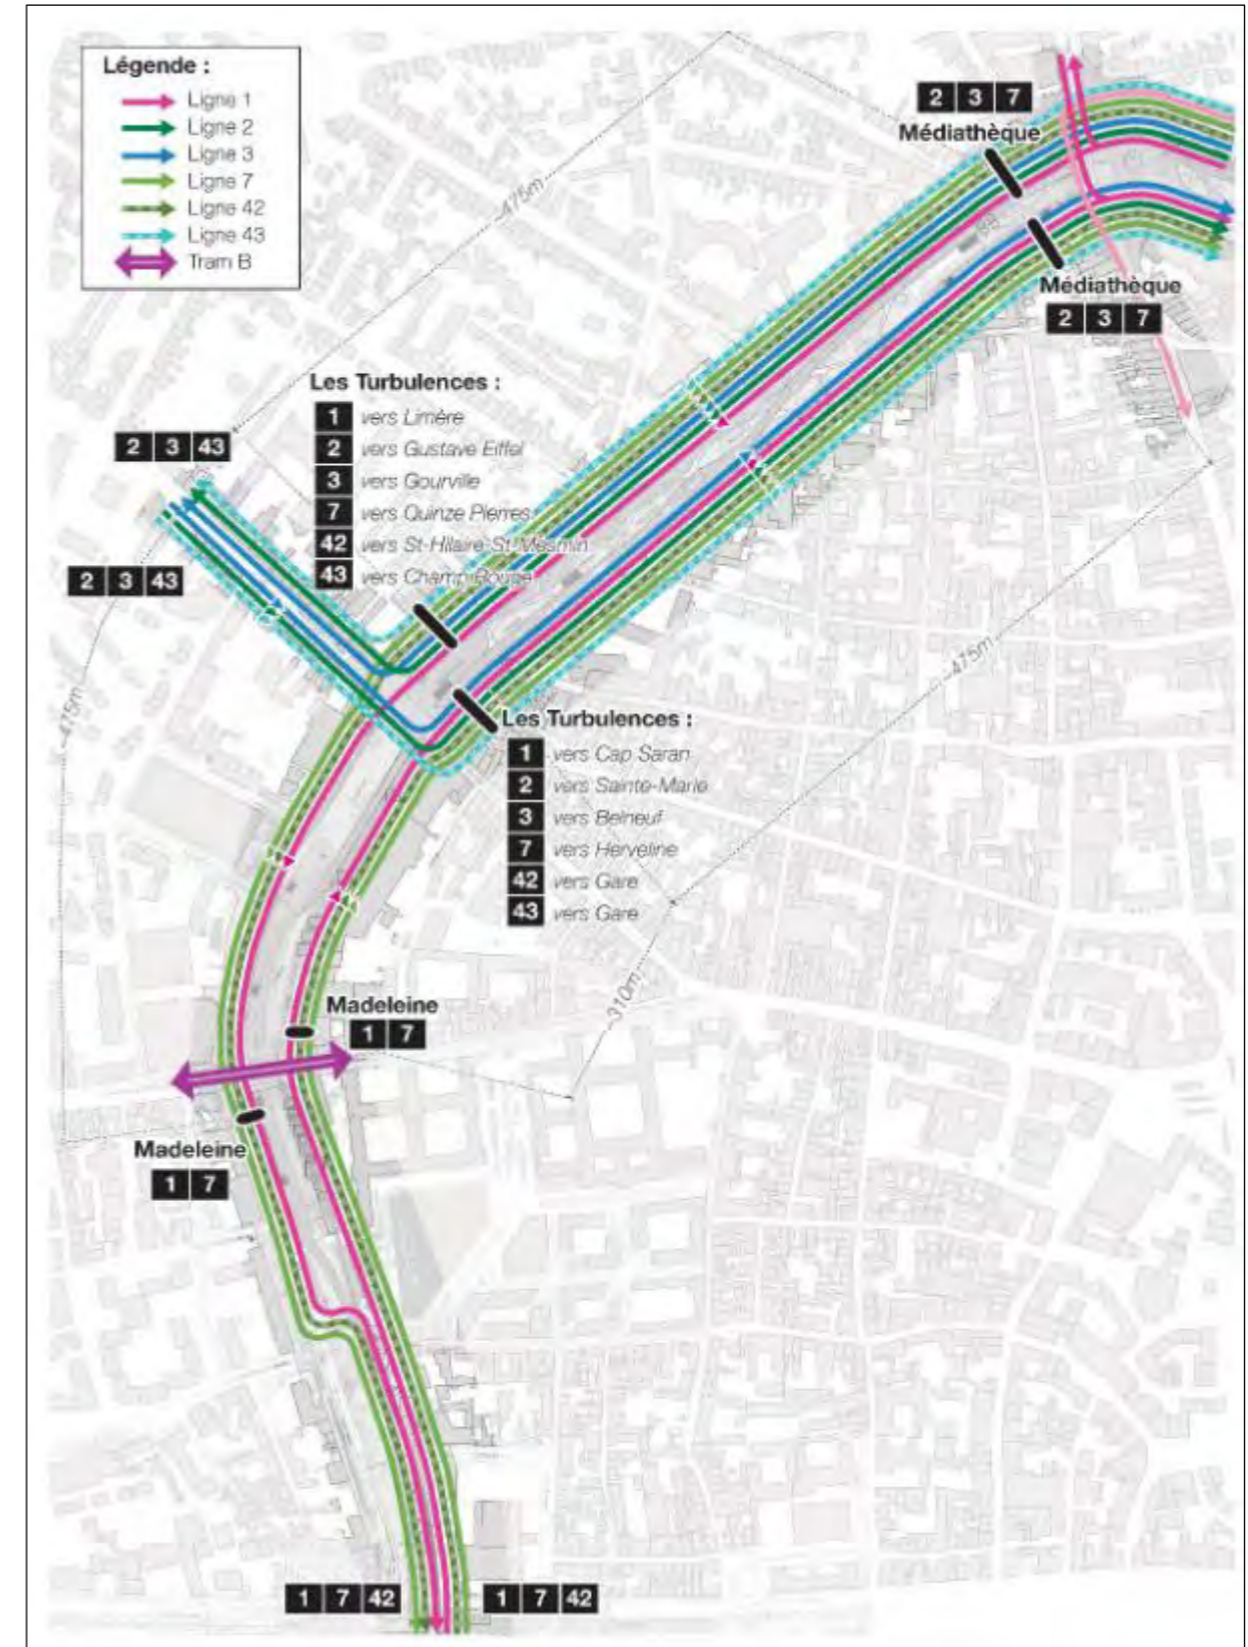 Légende :
Ligne 1
Ligne 2
Ligne 3
Ligne 7
Ligne 42
Ligne 43
Tram B
2 3 7
Médiathèque
475m
Médiathèque
2 3 7
Les Turbulences :
1 vers Limère
2 vers Gustave Eiffel
3 vers Gourville
7 vers Quinze Pierres
42 vers St-Hilaire-St-Mesmin
43 vers Champ Rouge
2 3 43
2 3 43
475m
475m
Les Turbulences :
1 vers Cap Saran
2 vers Sainte-Marie
3 vers Belneuf
7 vers Herveline
42 vers Gare
43 vers Gare
310m
Madeleine
1 7
Madeleine
1 7
1 7 42
1 7 42